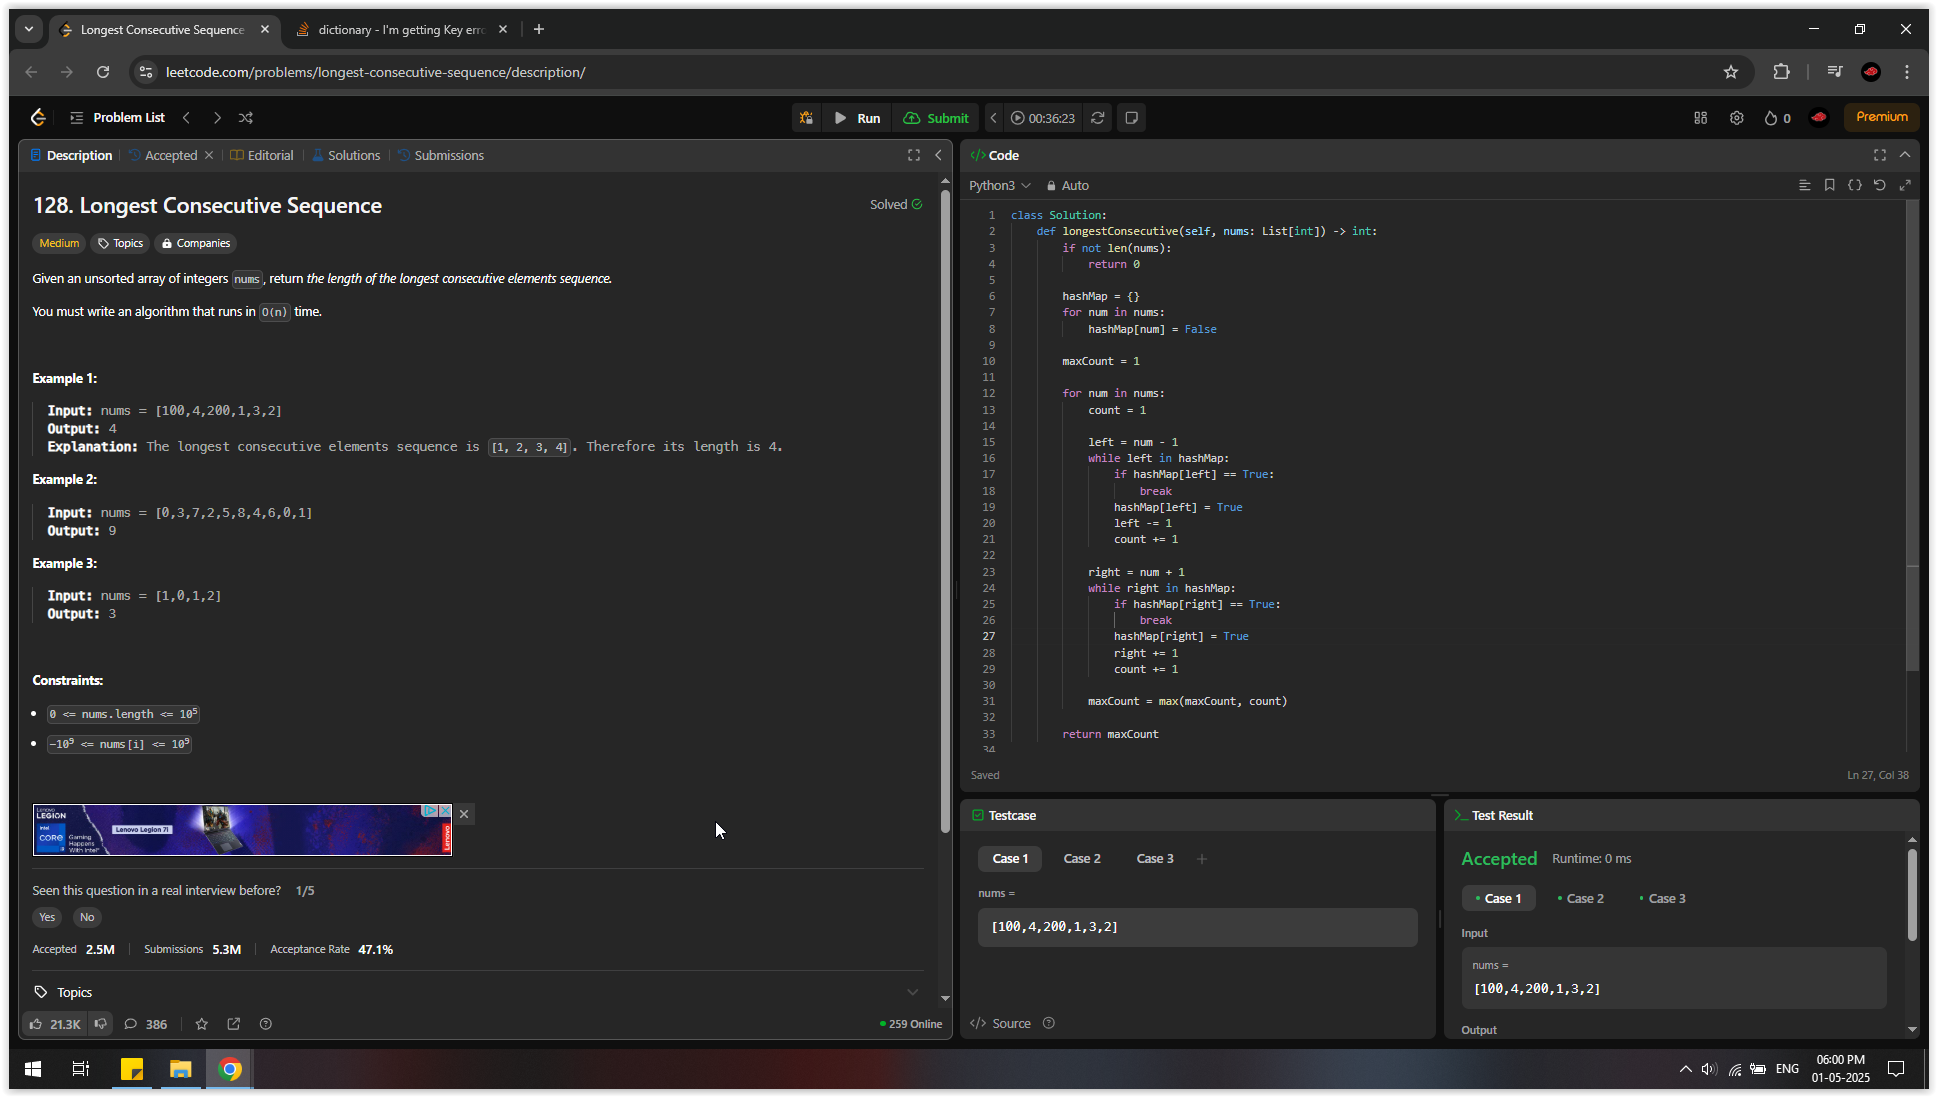 Longest Consecutive Sequence
dictionary - I'm getting Key erro
leetcode.com/problems/longest-consecutive-sequence/description/
Problem List
Run
Submit
00:36:23
0
Premium
Description
Accepted
Editorial
Solutions
Submissions
128. Longest Consecutive Sequence
Solved
Medium
Topics
Companies
Given an unsorted array of integers nums, return the length of the longest consecutive elements sequence.
You must write an algorithm that runs in O(n) time.
Example 1:
Input: nums = [100,4,200,1,3,2]
Output: 4
Explanation: The longest consecutive elements sequence is [1, 2, 3, 4]. Therefore its length is 4.
Example 2:
Input: nums = [0,3,7,2,5,8,4,6,0,1]
Output: 9
Example 3:
Input: nums = [1,0,1,2]
Output: 3
Constraints:
0 <= nums.length <= 10⁵
-10⁹ <= nums[i] <= 10⁹
Lenovo
LEGION
intel
CORE
Gaming
Happens
With Intel
Lenovo Legion 7i
Lenovo
Seen this question in a real interview before? 1/5
Yes
No
Accepted 2.5M
Submissions 5.3M
Acceptance Rate 47.1%
Topics
21.3K
386
259 Online
</> Code
Python3
Auto
1 class Solution:
2     def longestConsecutive(self, nums: List[int]) -> int:
3         if not len(nums):
4             return 0
5
6         hashMap = {}
7         for num in nums:
8             hashMap[num] = False
9
10         maxCount = 1
11
12         for num in nums:
13             count = 1
14
15             left = num - 1
16             while left in hashMap:
17                 if hashMap[left] == True:
18                     break
19                 hashMap[left] = True
20                 left -= 1
21                 count += 1
22
23             right = num + 1
24             while right in hashMap:
25                 if hashMap[right] == True:
26                     break
27                 hashMap[right] = True
28                 right += 1
29                 count += 1
30
31             maxCount = max(maxCount, count)
32
33         return maxCount
34
Saved
Ln 27, Col 38
Testcase
Case 1
Case 2
Case 3
nums =
[100,4,200,1,3,2]
</> Source
Test Result
Accepted
Runtime: 0 ms
Case 1
Case 2
Case 3
Input
nums =
[100,4,200,1,3,2]
Output
ENG
06:00 PM
01-05-2025